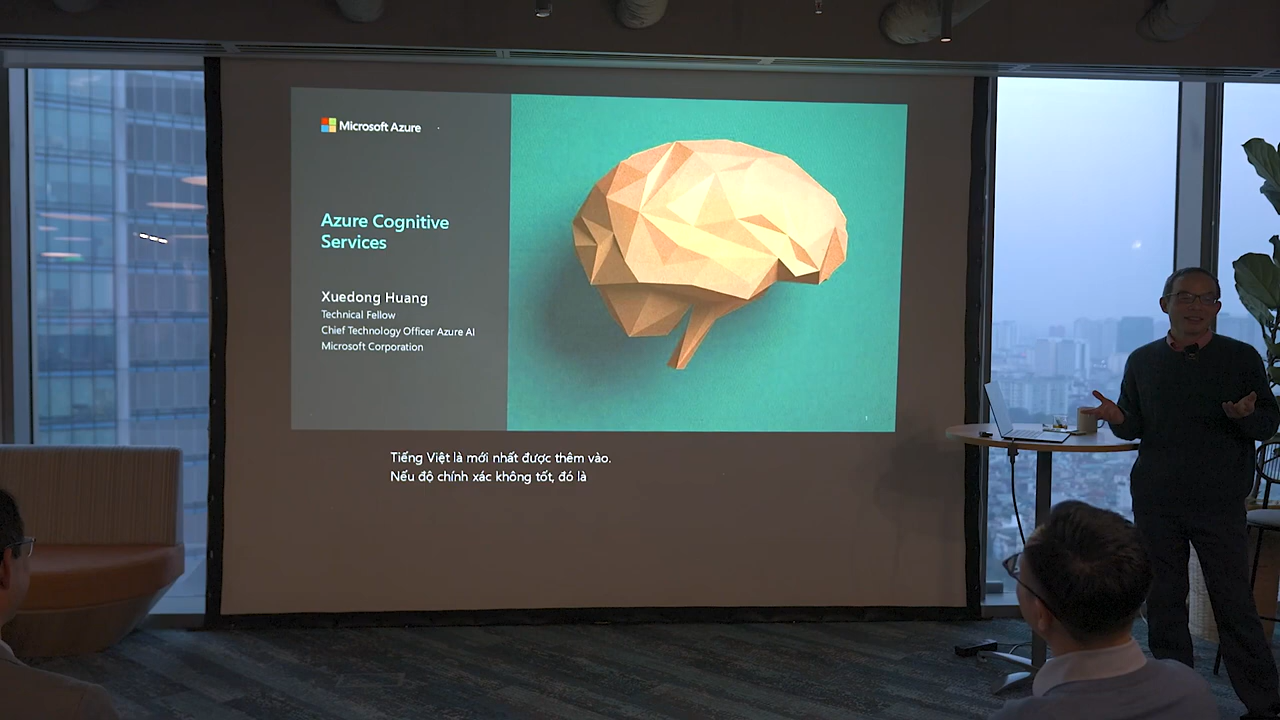 Microsoft Azure
Azure Cognitive
Services
Xuedong Huang
Technical Fellow
Chief Technology Officer Azure AI
Microsoft Corporation
Tiếng Việt là mới nhất được thêm vào.
Nếu độ chính xác không tốt, đó là